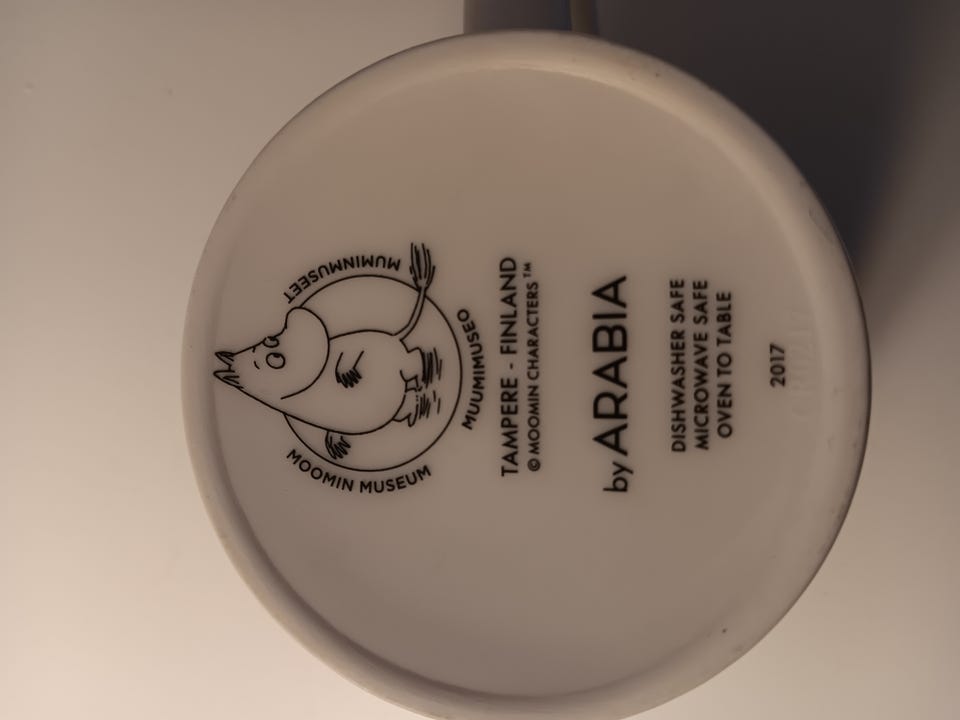 MOOMIN MUSEUM
MUUMIMUSEO
MUMINMUSEET
TAMPERE - FINLAND
© MOOMIN CHARACTERS™
by ARABIA
DISHWASHER SAFE
MICROWAVE SAFE
OVEN TO TABLE
2017